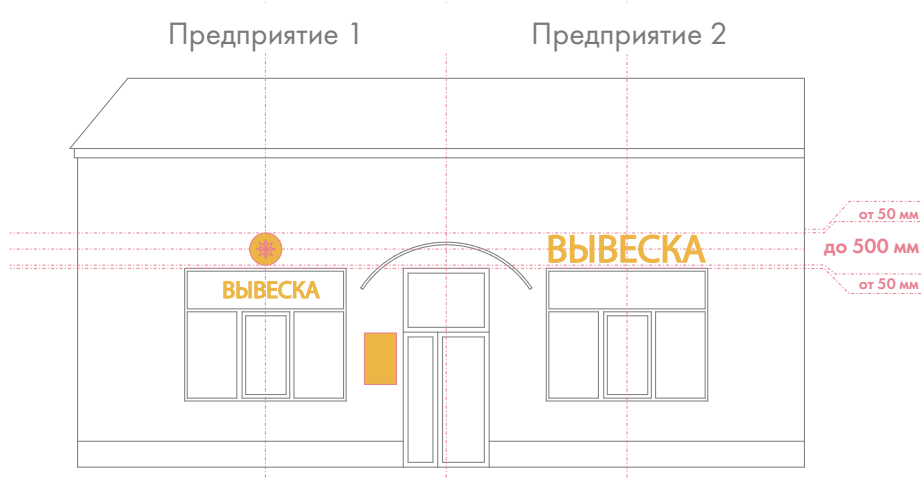 Предприятие 1
Предприятие 2
от 50 мм
ВЫВЕСКА
до 500 мм
ВЫВЕСКА
от 50 мм